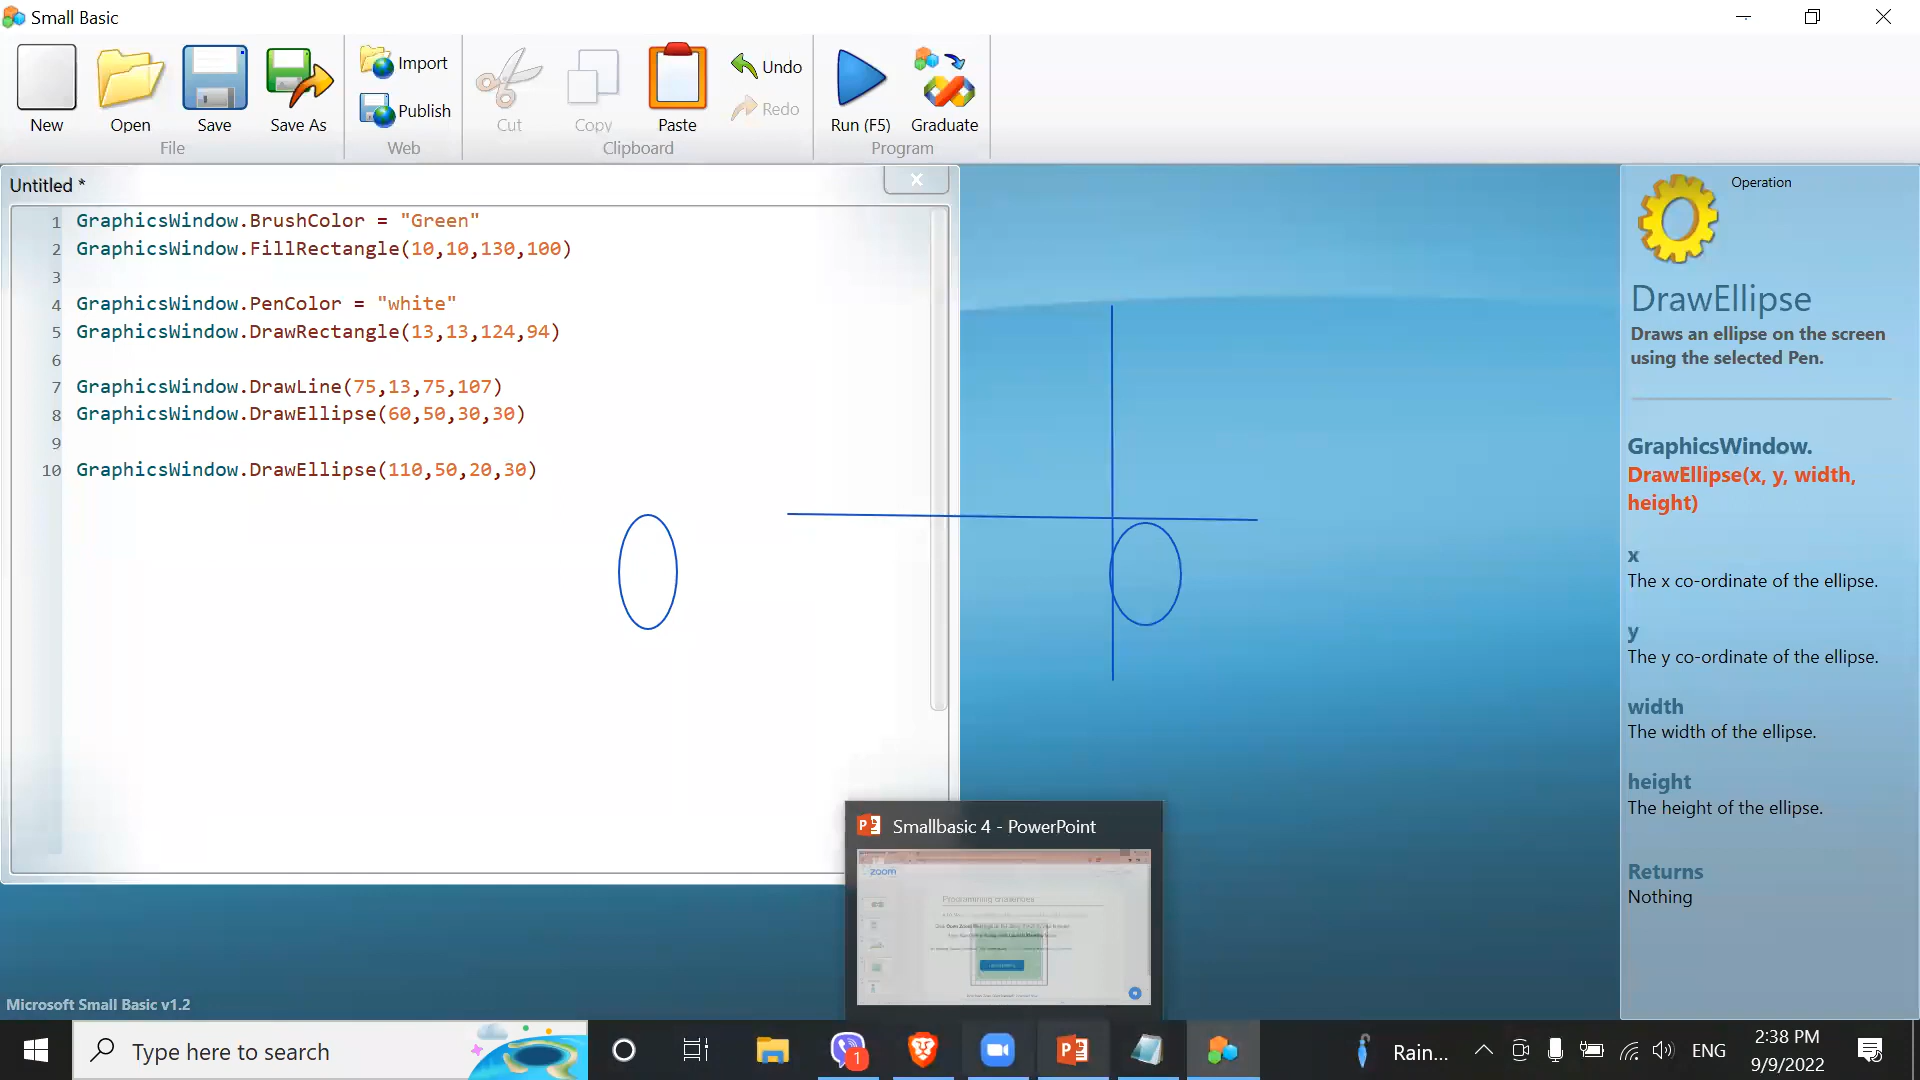 Small Basic
New
Open
Save
Save As
File
Import
Publish
Web
Cut
Copy
Paste
Undo
Redo
Clipboard
Run (F5)
Graduate
Program
Untitled *
1 GraphicsWindow.BrushColor = "Green"
2 GraphicsWindow.FillRectangle(10,10,130,100)
3
4 GraphicsWindow.PenColor = "white"
5 GraphicsWindow.DrawRectangle(13,13,124,94)
6
7 GraphicsWindow.DrawLine(75,13,75,107)
8 GraphicsWindow.DrawEllipse(60,50,30,30)
9
10 GraphicsWindow.DrawEllipse(110,50,20,30)
Operation
DrawEllipse
Draws an ellipse on the screen
using the selected Pen.
GraphicsWindow.
DrawEllipse(x, y, width,
height)
x
The x co-ordinate of the ellipse.
y
The y co-ordinate of the ellipse.
width
The width of the ellipse.
height
The height of the ellipse.
Returns
Nothing
Smallbasic 4 - PowerPoint
zoom
Programming challenges
Microsoft Small Basic v1.2
Type here to search
1
Rain...
ENG
2:38 PM
9/9/2022